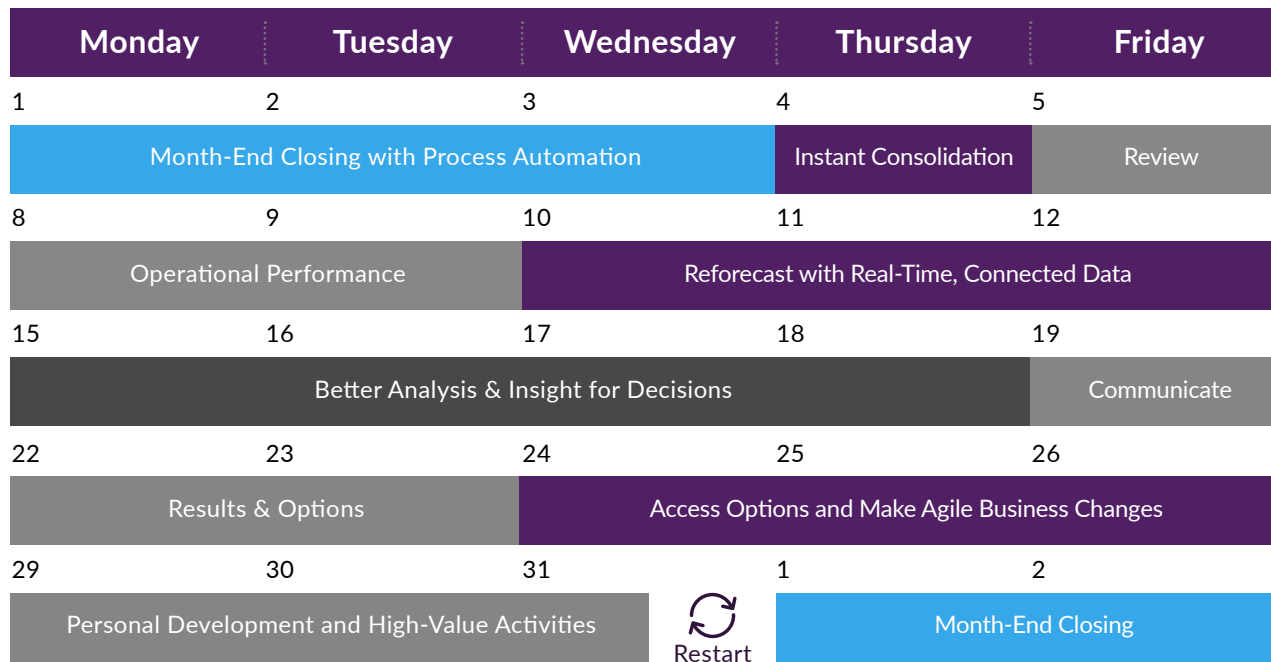 Monday Tuesday Wednesday Thursday Friday
1 2 3 4 5
Month-End Closing with Process Automation Instant Consolidation Review
8 9 10 11 12
Operational Performance Reforecast with Real-Time, Connected Data
15 16 17 18 19
Better Analysis & Insight for Decisions Communicate
22 23 24 25 26
Results & Options Access Options and Make Agile Business Changes
29 30 31 1 2
Personal Development and High-Value Activities Month-End Closing
Restart